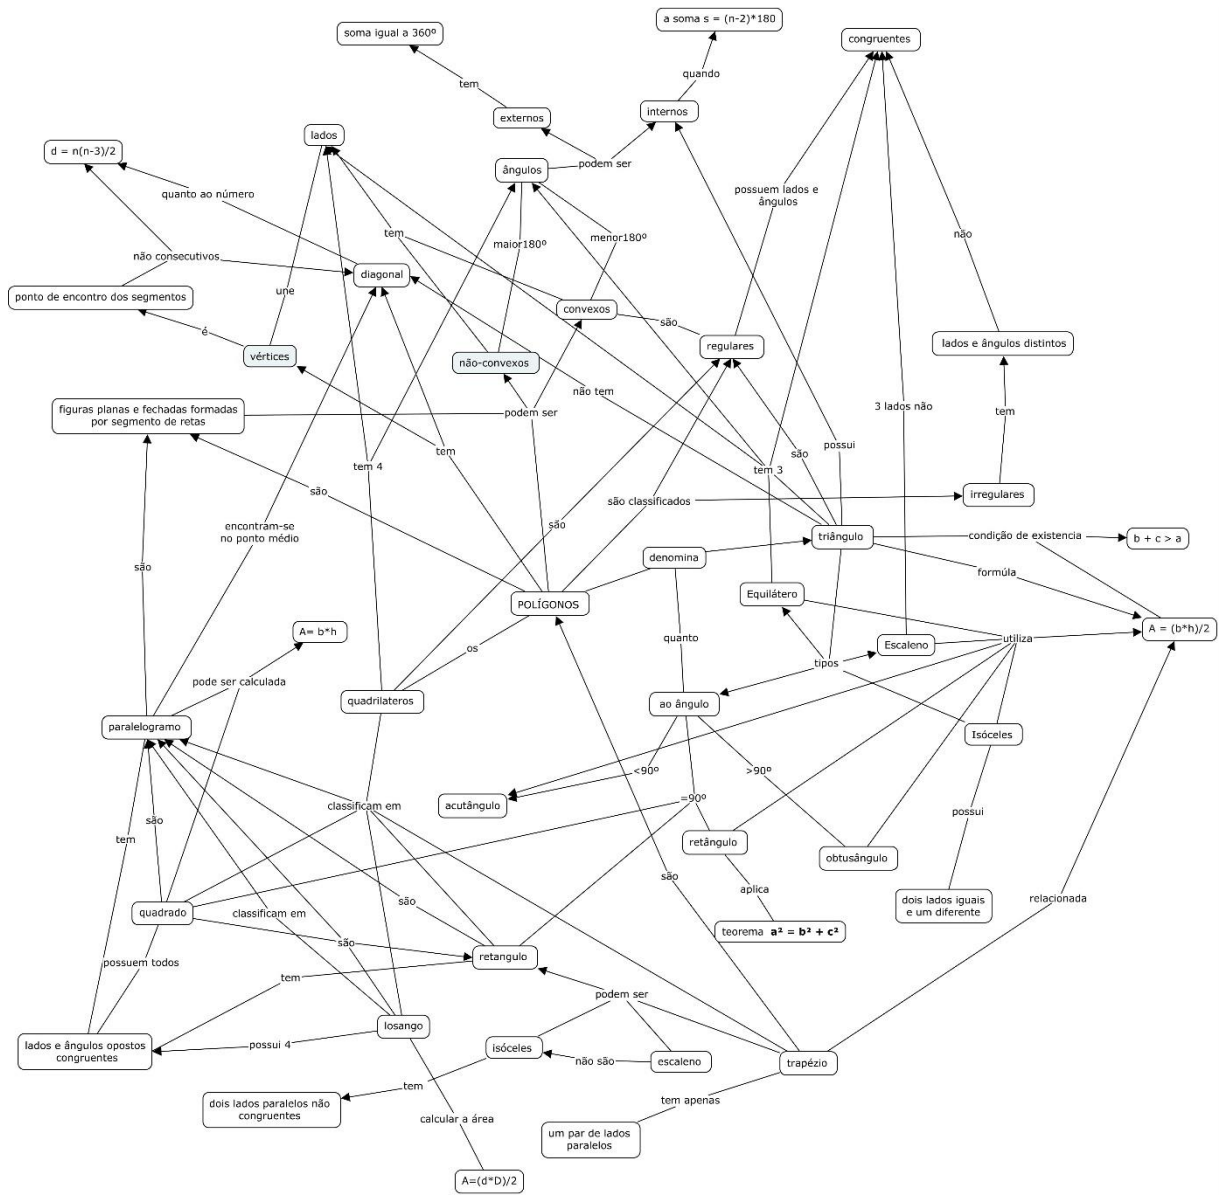 a soma s = (n-2)*180
soma igual a 360º
congruentes
quando
tem
internos
externos
lados
d = n(n-3)/2
podem ser
ângulos
possuem lados e
ângulos
quanto ao número
tem
menor180º
não
maior180º
não consecutivos
diagonal
ponto de encontro dos segmentos
une
convexos
são
é
regulares
lados e ângulos distintos
vértices
não-convexos
não tem
3 lados não
figuras planas e fechadas formadas
por segmento de retas
podem ser
tem
possui
tem
são
tem 4
tem 3
são
irregulares
são classificados
são
encontram-se
no ponto médio
triângulo
condição de existencia
b + c > a
denomina
são
formúla
Equilátero
POLÍGONOS
A= b*h
A = (b*h)/2
quanto
utiliza
Escaleno
os
tipos
pode ser calculada
quadrilateros
ao ângulo
paralelogramo
Isóceles
<90º
>90º
=90º
acutângulo
classificam em
possui
são
tem
retângulo
obtusângulo
são
aplica
relacionada
são
dois lados iguais
e um diferente
quadrado
classificam em
teorema a² = b² + c²
são
retangulo
possuem todos
tem
podem ser
losango
lados e ângulos opostos
congruentes
possui 4
isóceles
não são
escaleno
trapézio
tem
tem apenas
dois lados paralelos não
congruentes
calcular a área
um par de lados
paralelos
A=(d*D)/2